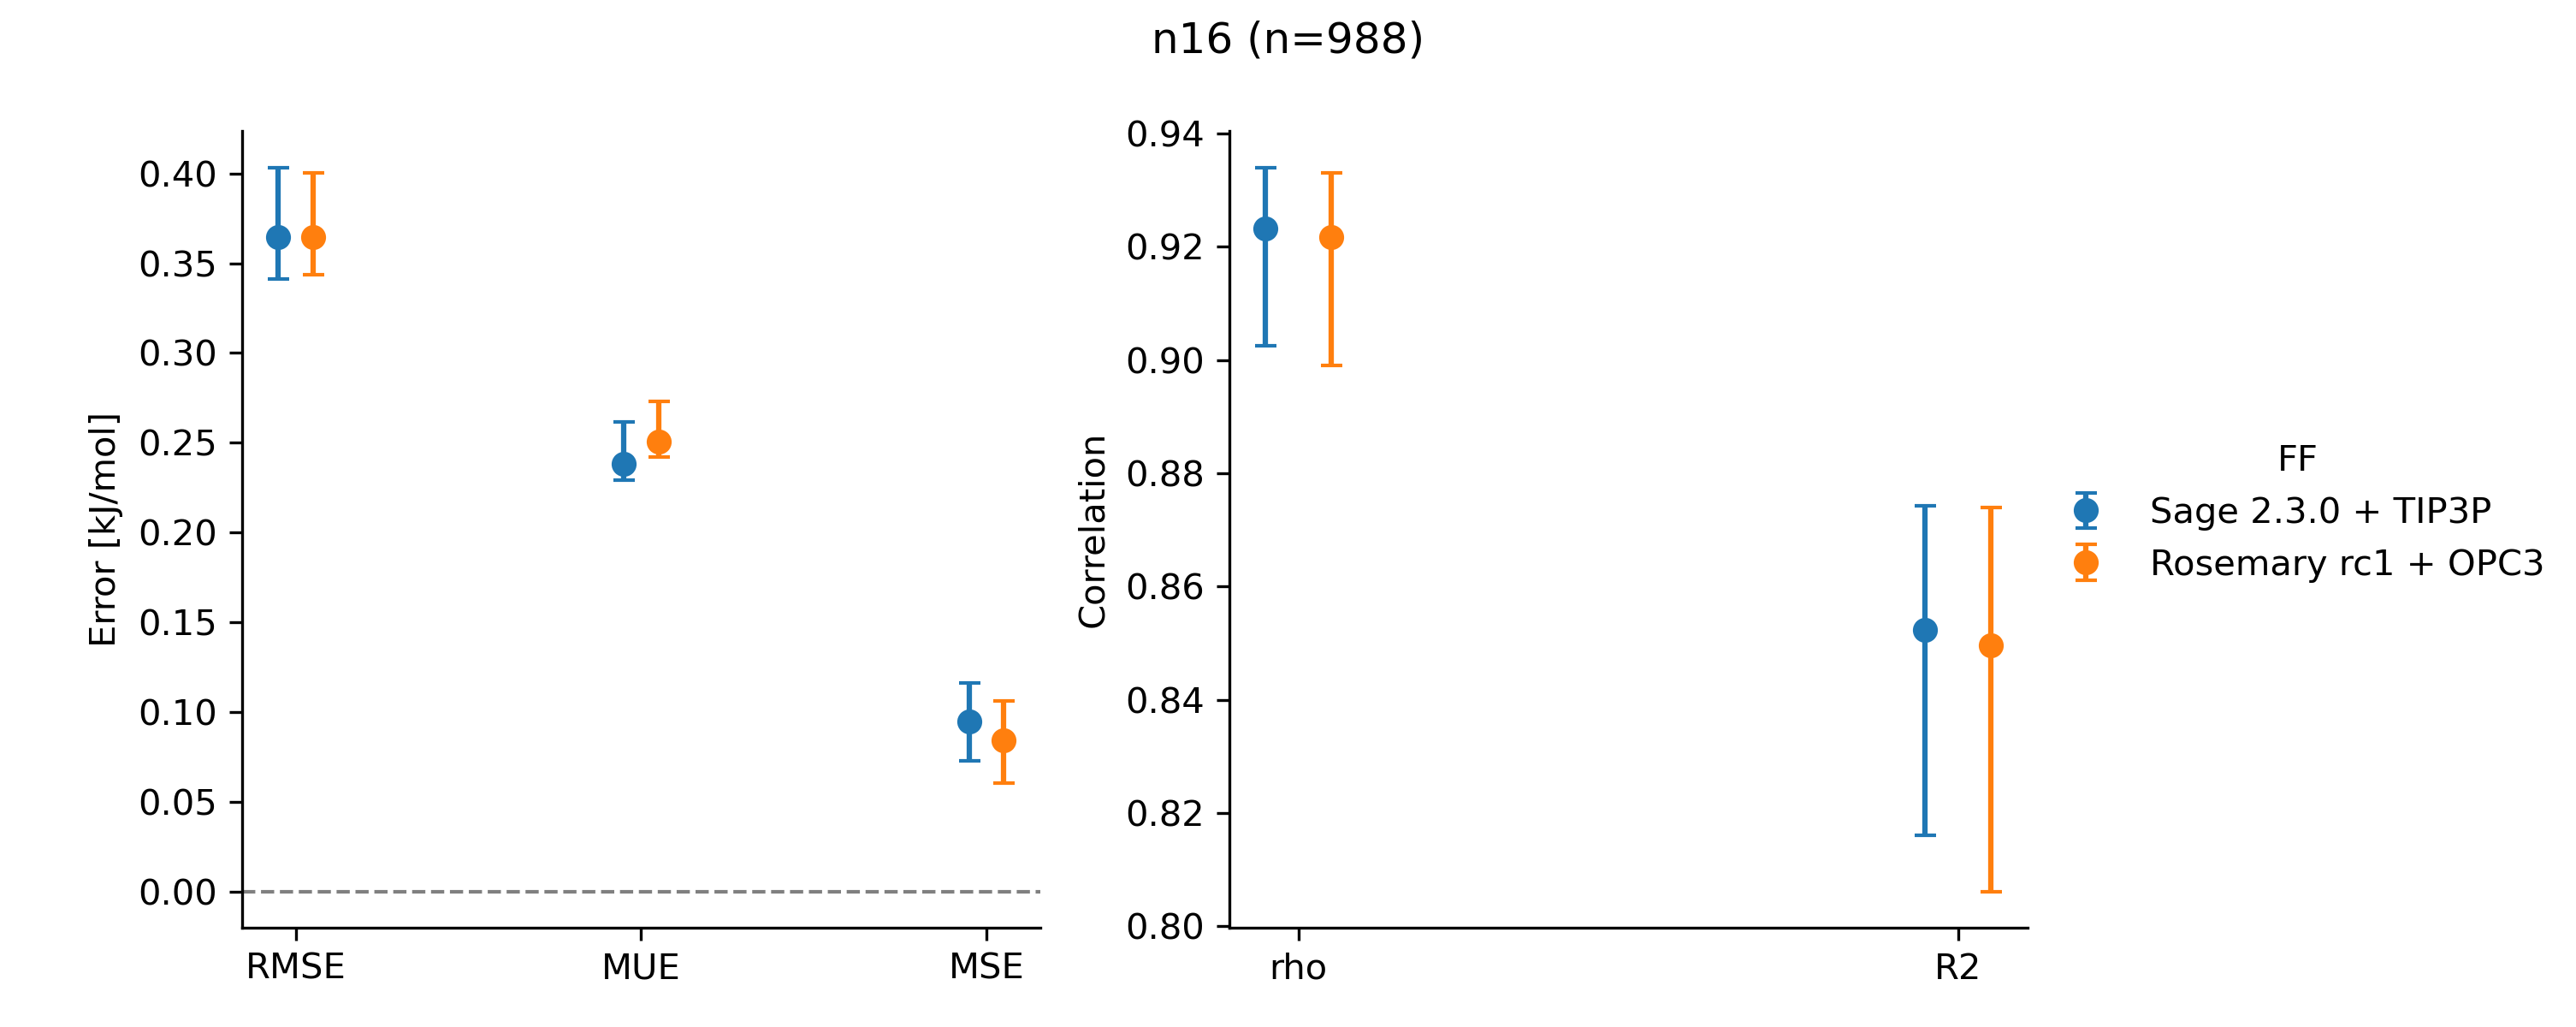 n16 (n=988)
Error [kJ/mol]
0.40
0.35
0.30
0.25
0.20
0.15
0.10
0.05
0.00
RMSE
MUE
MSE
Correlation
0.94
0.92
0.90
0.88
0.86
0.84
0.82
0.80
rho
R2
FF
Sage 2.3.0 + TIP3P
Rosemary rc1 + OPC3